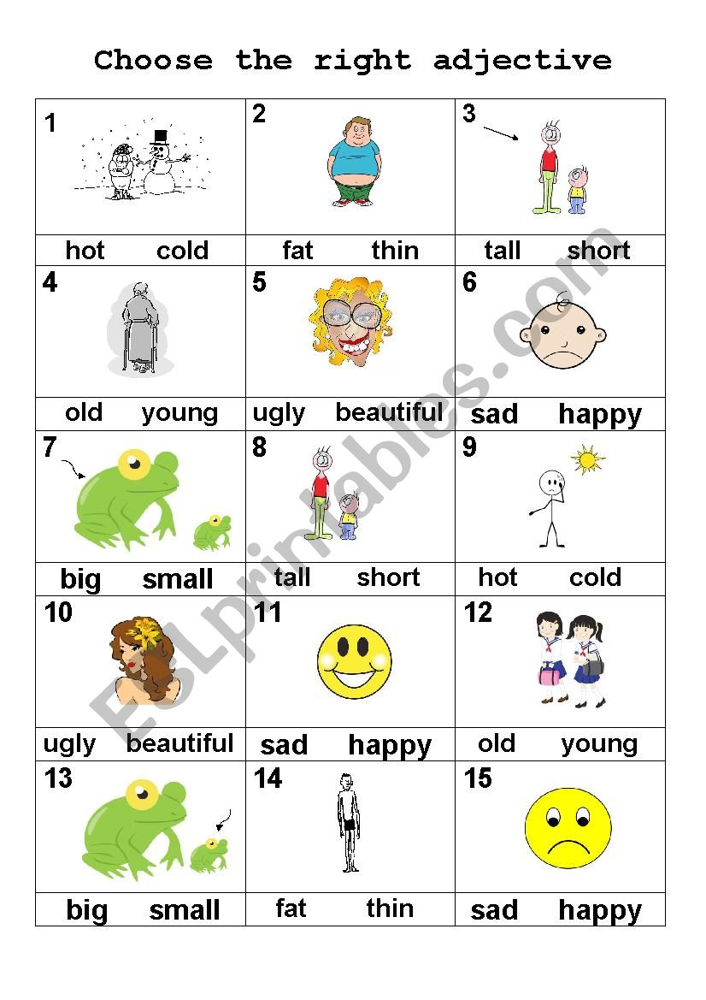 Choose the right adjective
1 2 3
hot cold fat thin tall short
4 5 6
old young ugly beautiful sad happy
7 8 9
big small tall short hot cold
10 11 12
ugly beautiful sad happy old young
13 14 15
big small fat thin sad happy
ESLprintables.com